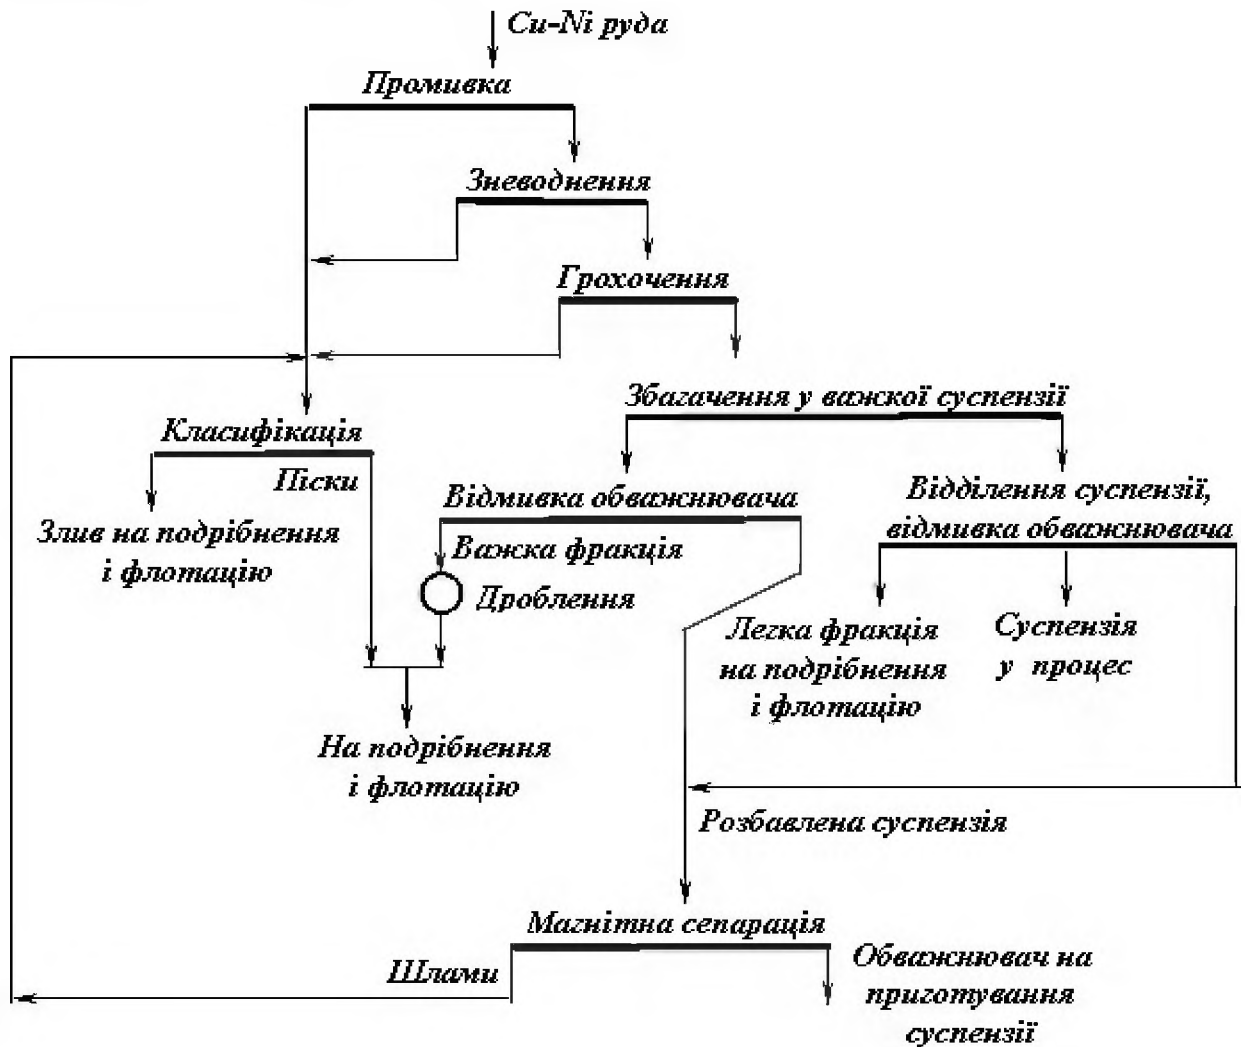 Cu-Ni руда
Промивка
Зневоднення
Грохочення
Збагачення у важкої суспензії
Класифікація
Піски
Злив на подрібнення
і флотацію
Відмивка обважнювача
Важка фракція
Дроблення
Відділення суспензії,
відмивка обважнювача
Легка фракція
на подрібнення
і флотацію
Суспензія
у процес
На подрібнення
і флотацію
Розбавлена суспензія
Магнітна сепарація
Шлами
Обважнювач на
приготування
суспензії